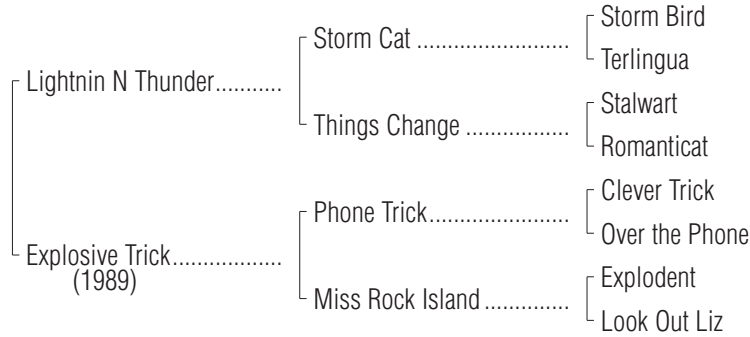 Storm Bird
Storm Cat ........................
Terlingua
Lightnin N Thunder...........
Stalwart
Things Change ................
Romanticat
Clever Trick
Phone Trick......................
Over the Phone
Explosive Trick.................
(1989)
Explodent
Miss Rock Island .............
Look Out Liz